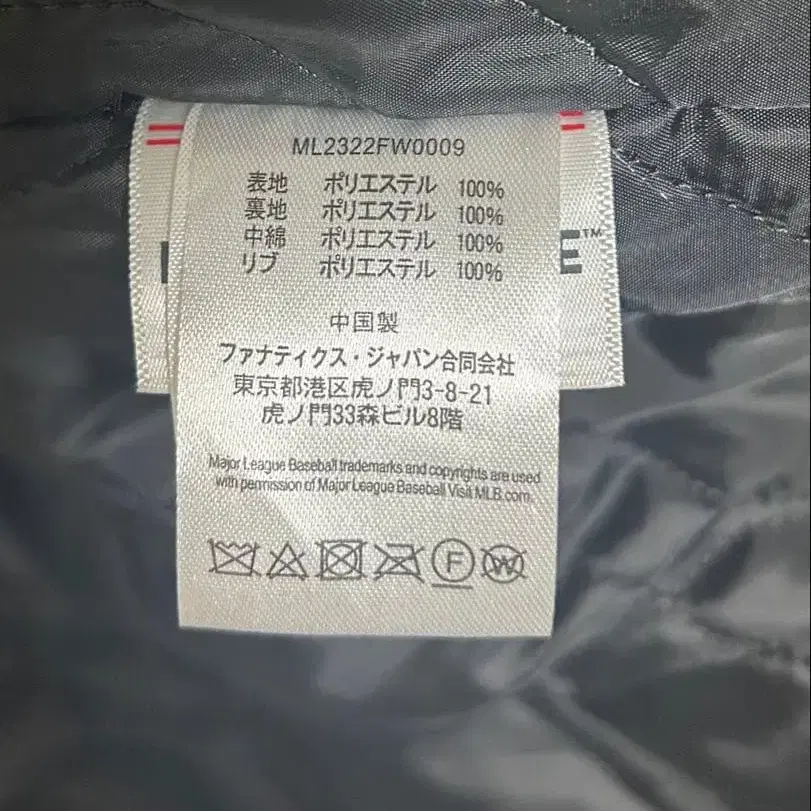 ML2322FW0009
表地 ポリエステル 100%
裏地 ポリエステル 100%
中綿 ポリエステル 100%
リブ ポリエステル 100%
E™
中国製
ファナティクス・ジャパン合同会社
東京都港区虎ノ門3-8-21
虎ノ門33森ビル8階
Major League Baseball trademarks and copyrights are used
with permission of Major League Baseball Visit MLB.com.
F W